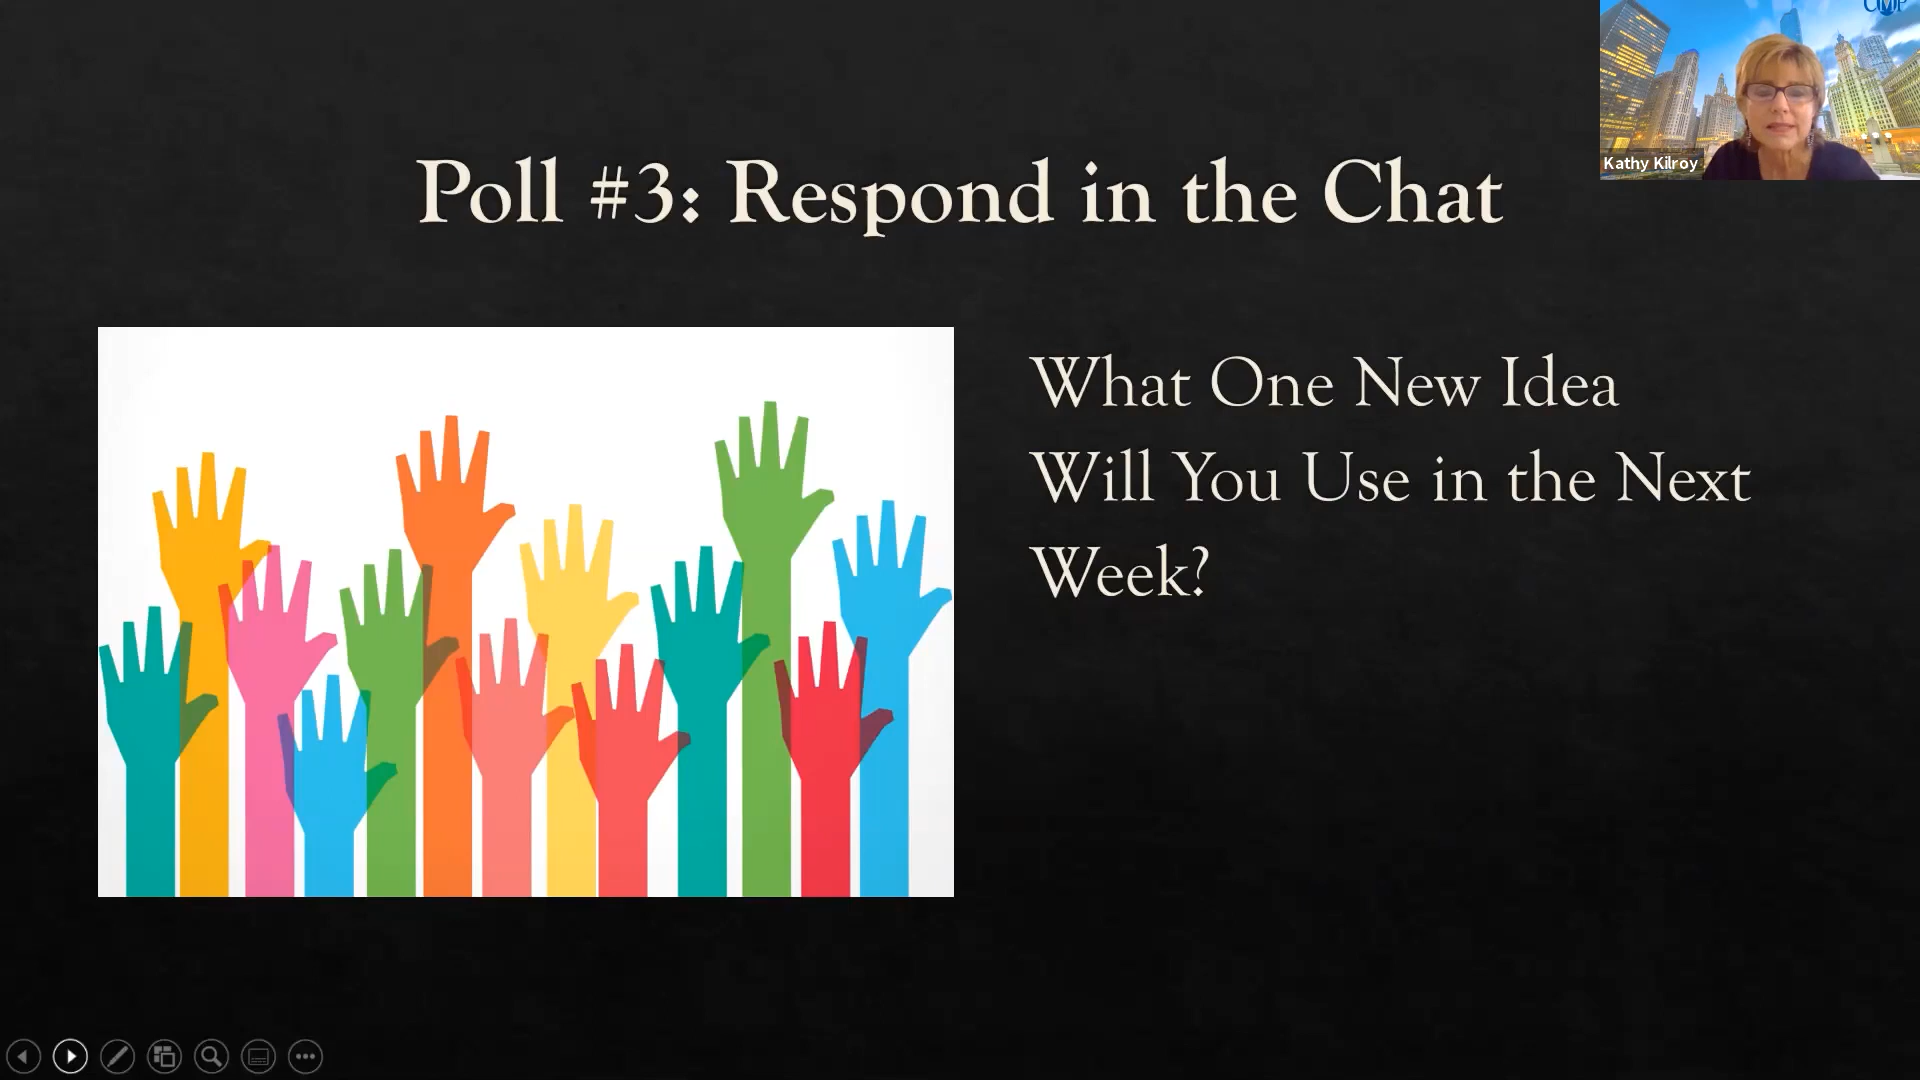 Poll #3: Respond in the Chat
What One New Idea
Will You Use in the Next
Week?
Kathy Kilroy